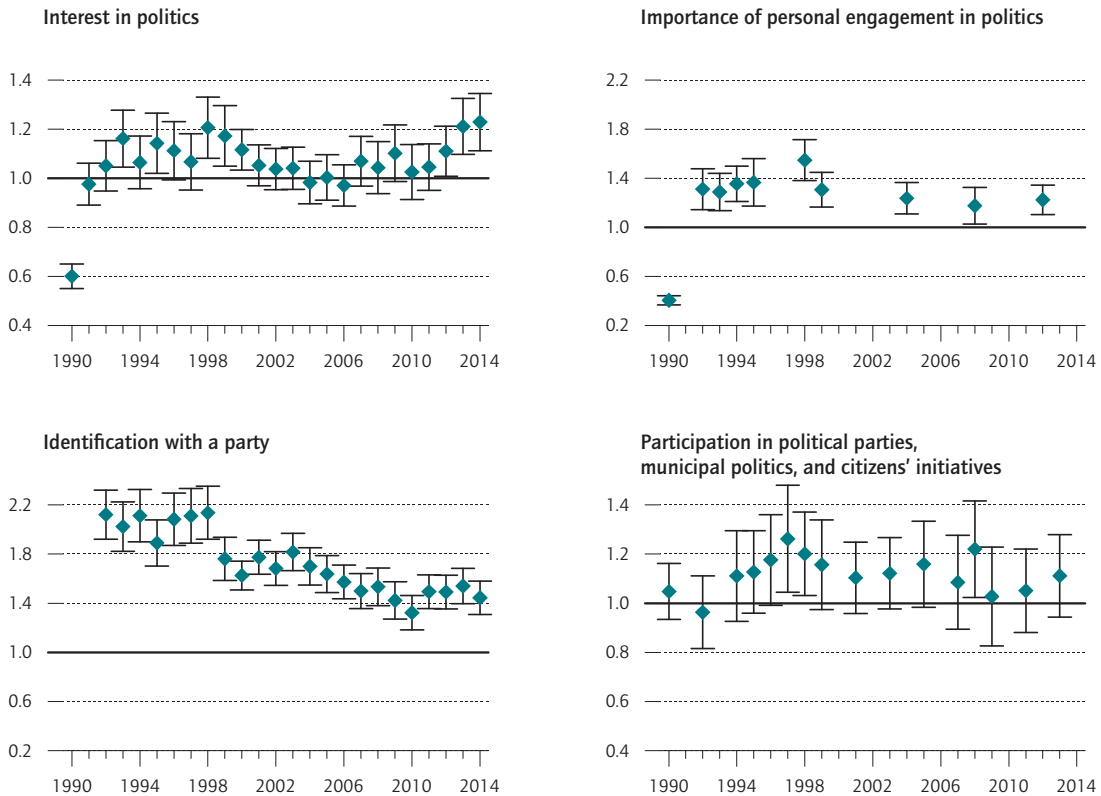 Interest in politics
1.4
1.2
1.0
0.8
0.6
0.4
1990 1994 1998 2002 2006 2010 2014
Importance of personal engagement in politics
2.2
1.8
1.4
1.0
0.6
0.2
1990 1994 1998 2002 2006 2010 2014
Identification with a party
2.2
1.8
1.4
1.0
0.6
0.2
1990 1994 1998 2002 2006 2010 2014
Participation in political parties,
municipal politics, and citizens’ initiatives
1.4
1.2
1.0
0.8
0.6
0.4
1990 1994 1998 2002 2006 2010 2014